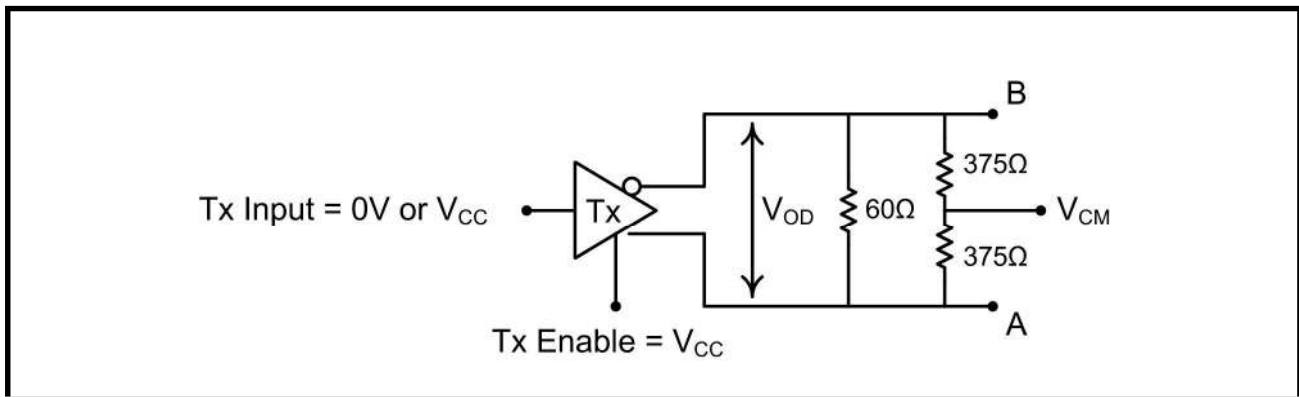 B
375Ω
Tx Input = 0V or V_CC
Tx
V_OD
60Ω
V_CM
375Ω
A
Tx Enable = V_CC